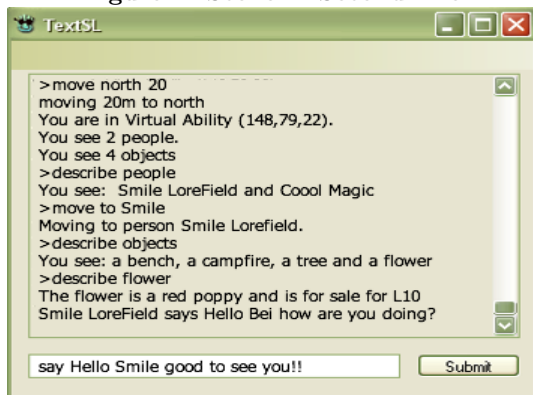 TextSL
>move north 20
moving 20m to north
You are in Virtual Ability (148,79,22).
You see 2 people.
You see 4 objects
>describe people
You see: Smile LoreField and Coool Magic
>move to Smile
Moving to person Smile Lorefield.
>describe objects
You see: a bench, a campfire, a tree and a flower
>describe flower
The flower is a red poppy and is for sale for L10
Smile LoreField says Hello Bei how are you doing?
say Hello Smile good to see you!!
Submit